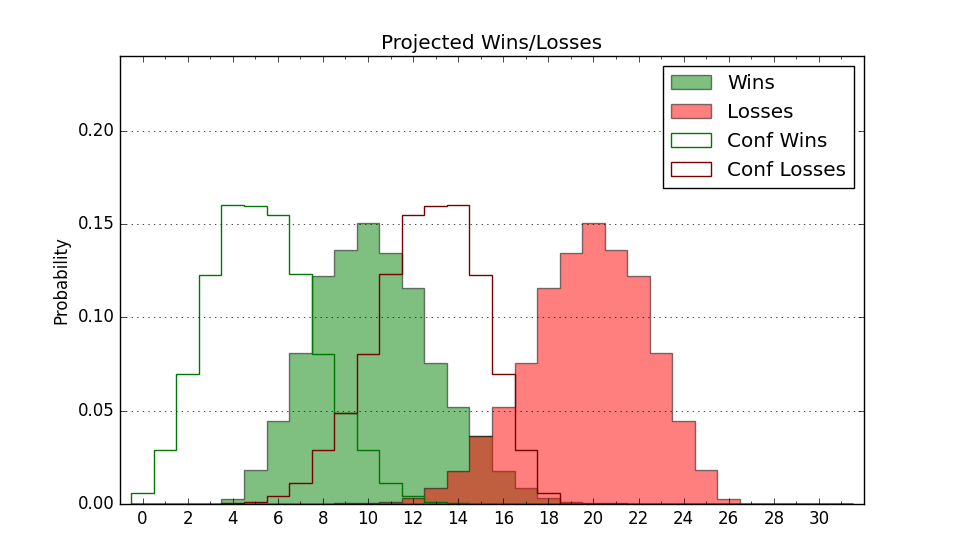 Projected Wins/Losses
Wins
Losses
Conf Wins
Conf Losses
Probability
0.20
0.15
0.10
0.05
0.00
0 2 4 6 8 10 12 14 16 18 20 22 24 26 28 30